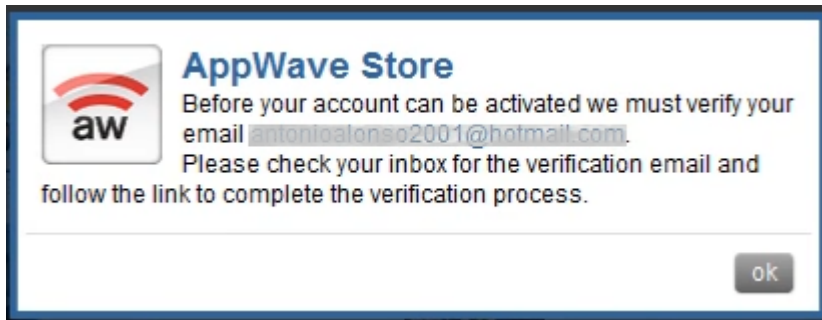 AppWave Store
Before your account can be activated we must verify your
email antonioalonso2001@hotmail.com.
Please check your inbox for the verification email and
follow the link to complete the verification process.
aw
ok